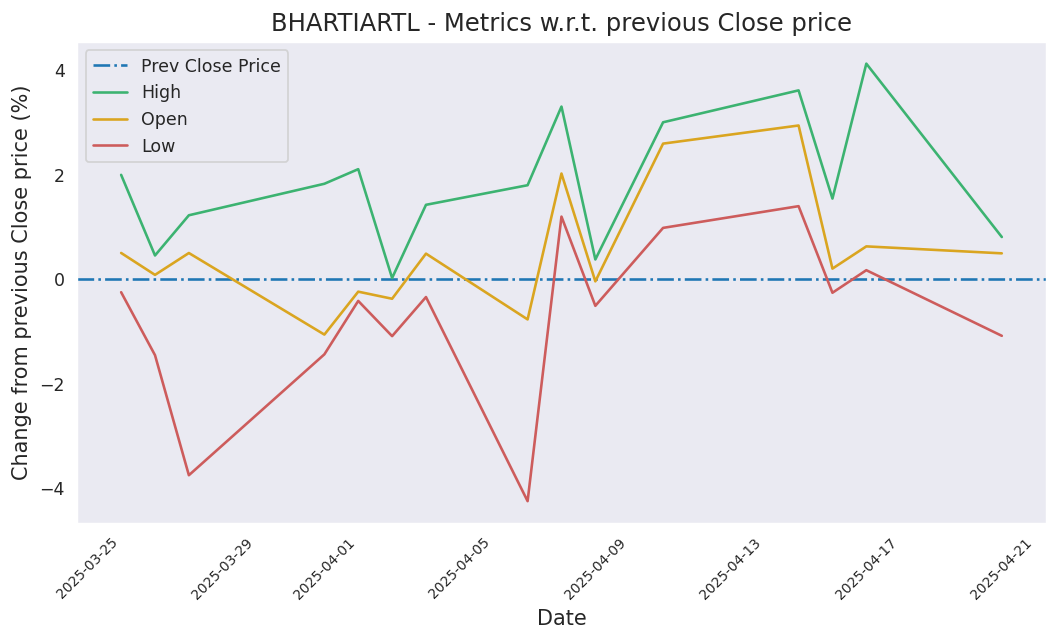 BHARTIARTL - Metrics w.r.t. previous Close price
Prev Close Price
High
Open
Low
Change from previous Close price (%)
4
2
0
−2
−4
2025-03-25
2025-03-29
2025-04-01
2025-04-05
2025-04-09
2025-04-13
2025-04-17
2025-04-21
Date